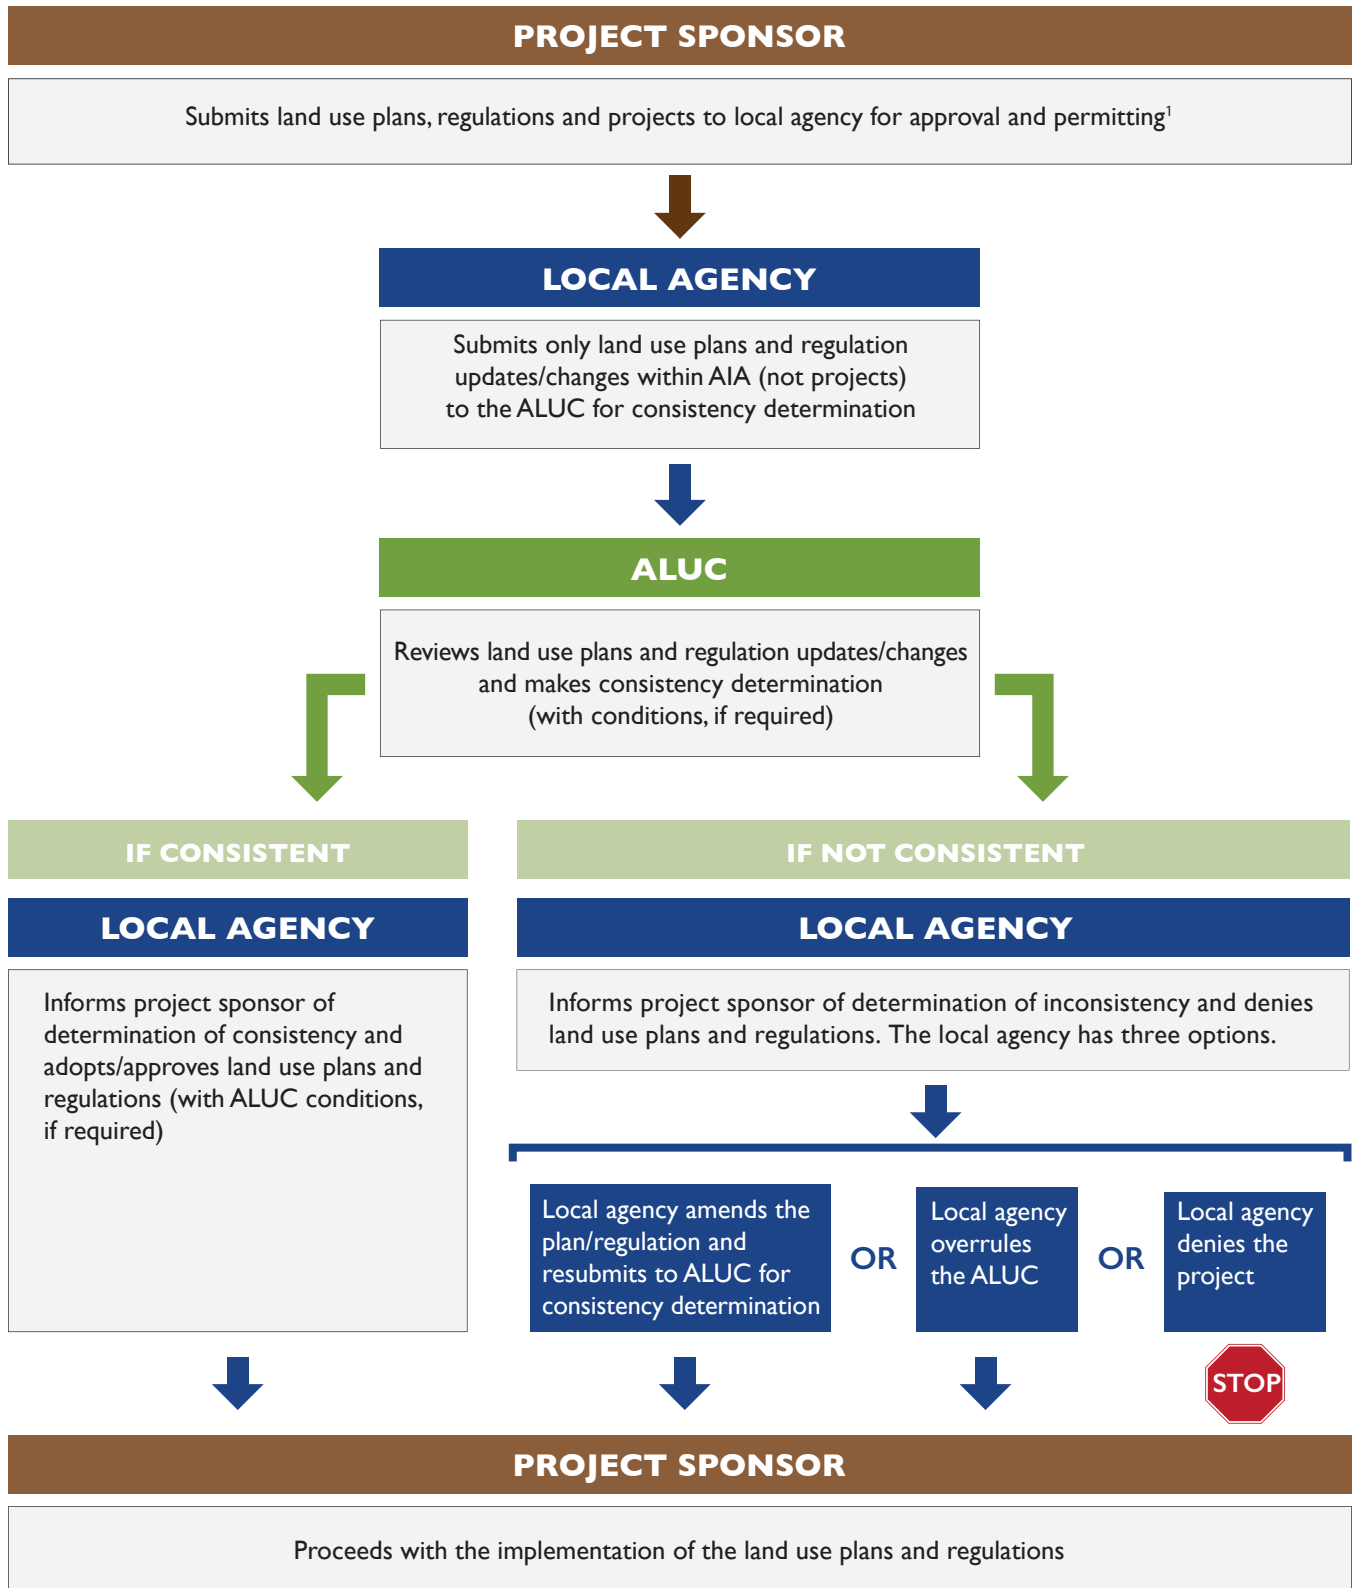 PROJECT SPONSOR
Submits land use plans, regulations and projects to local agency for approval and permitting¹
LOCAL AGENCY
Submits only land use plans and regulation
updates/changes within AIA (not projects)
to the ALUC for consistency determination
ALUC
Reviews land use plans and regulation updates/changes
and makes consistency determination
(with conditions, if required)
IF CONSISTENT
LOCAL AGENCY
Informs project sponsor of
determination of consistency and
adopts/approves land use plans and
regulations (with ALUC conditions,
if required)
IF NOT CONSISTENT
LOCAL AGENCY
Informs project sponsor of determination of inconsistency and denies
land use plans and regulations. The local agency has three options.
Local agency amends the
plan/regulation and
resubmits to ALUC for
consistency determination
OR
Local agency
overrules
the ALUC
OR
Local agency
denies the
project
STOP
PROJECT SPONSOR
Proceeds with the implementation of the land use plans and regulations